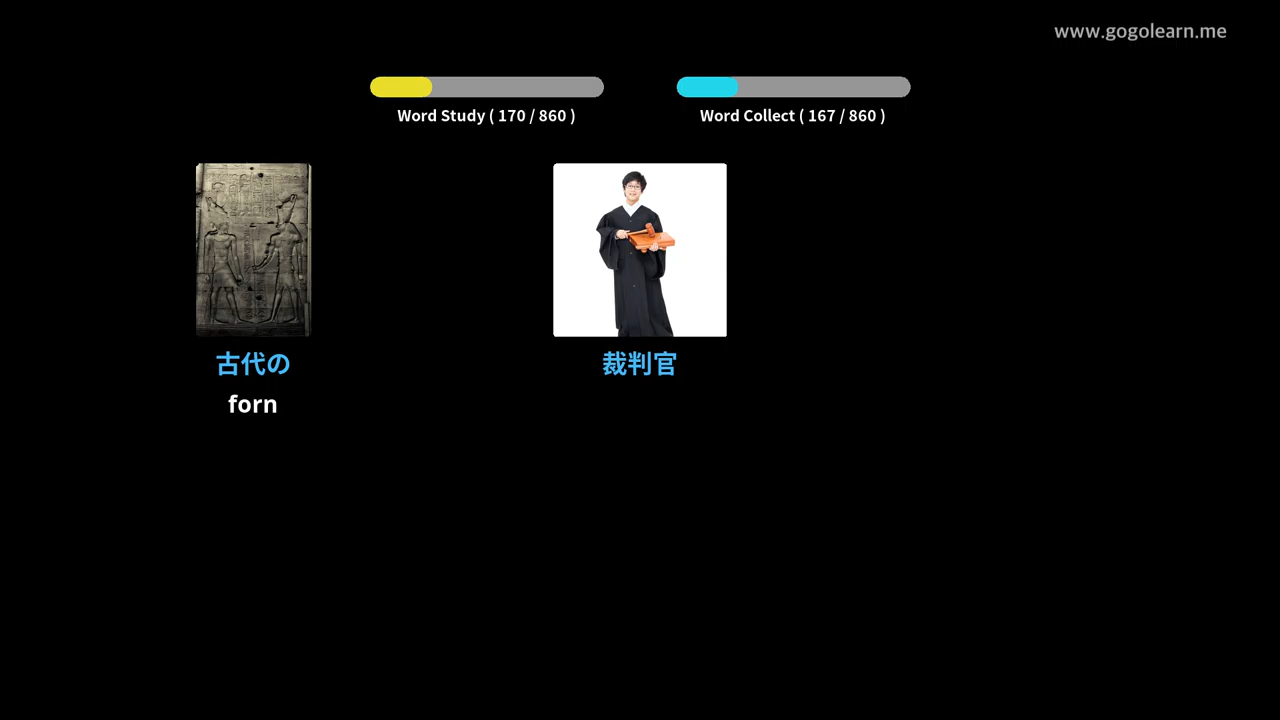 www.gogolearn.me
Word Study ( 170 / 860 )
Word Collect ( 167 / 860 )
古代の
裁判官
forn